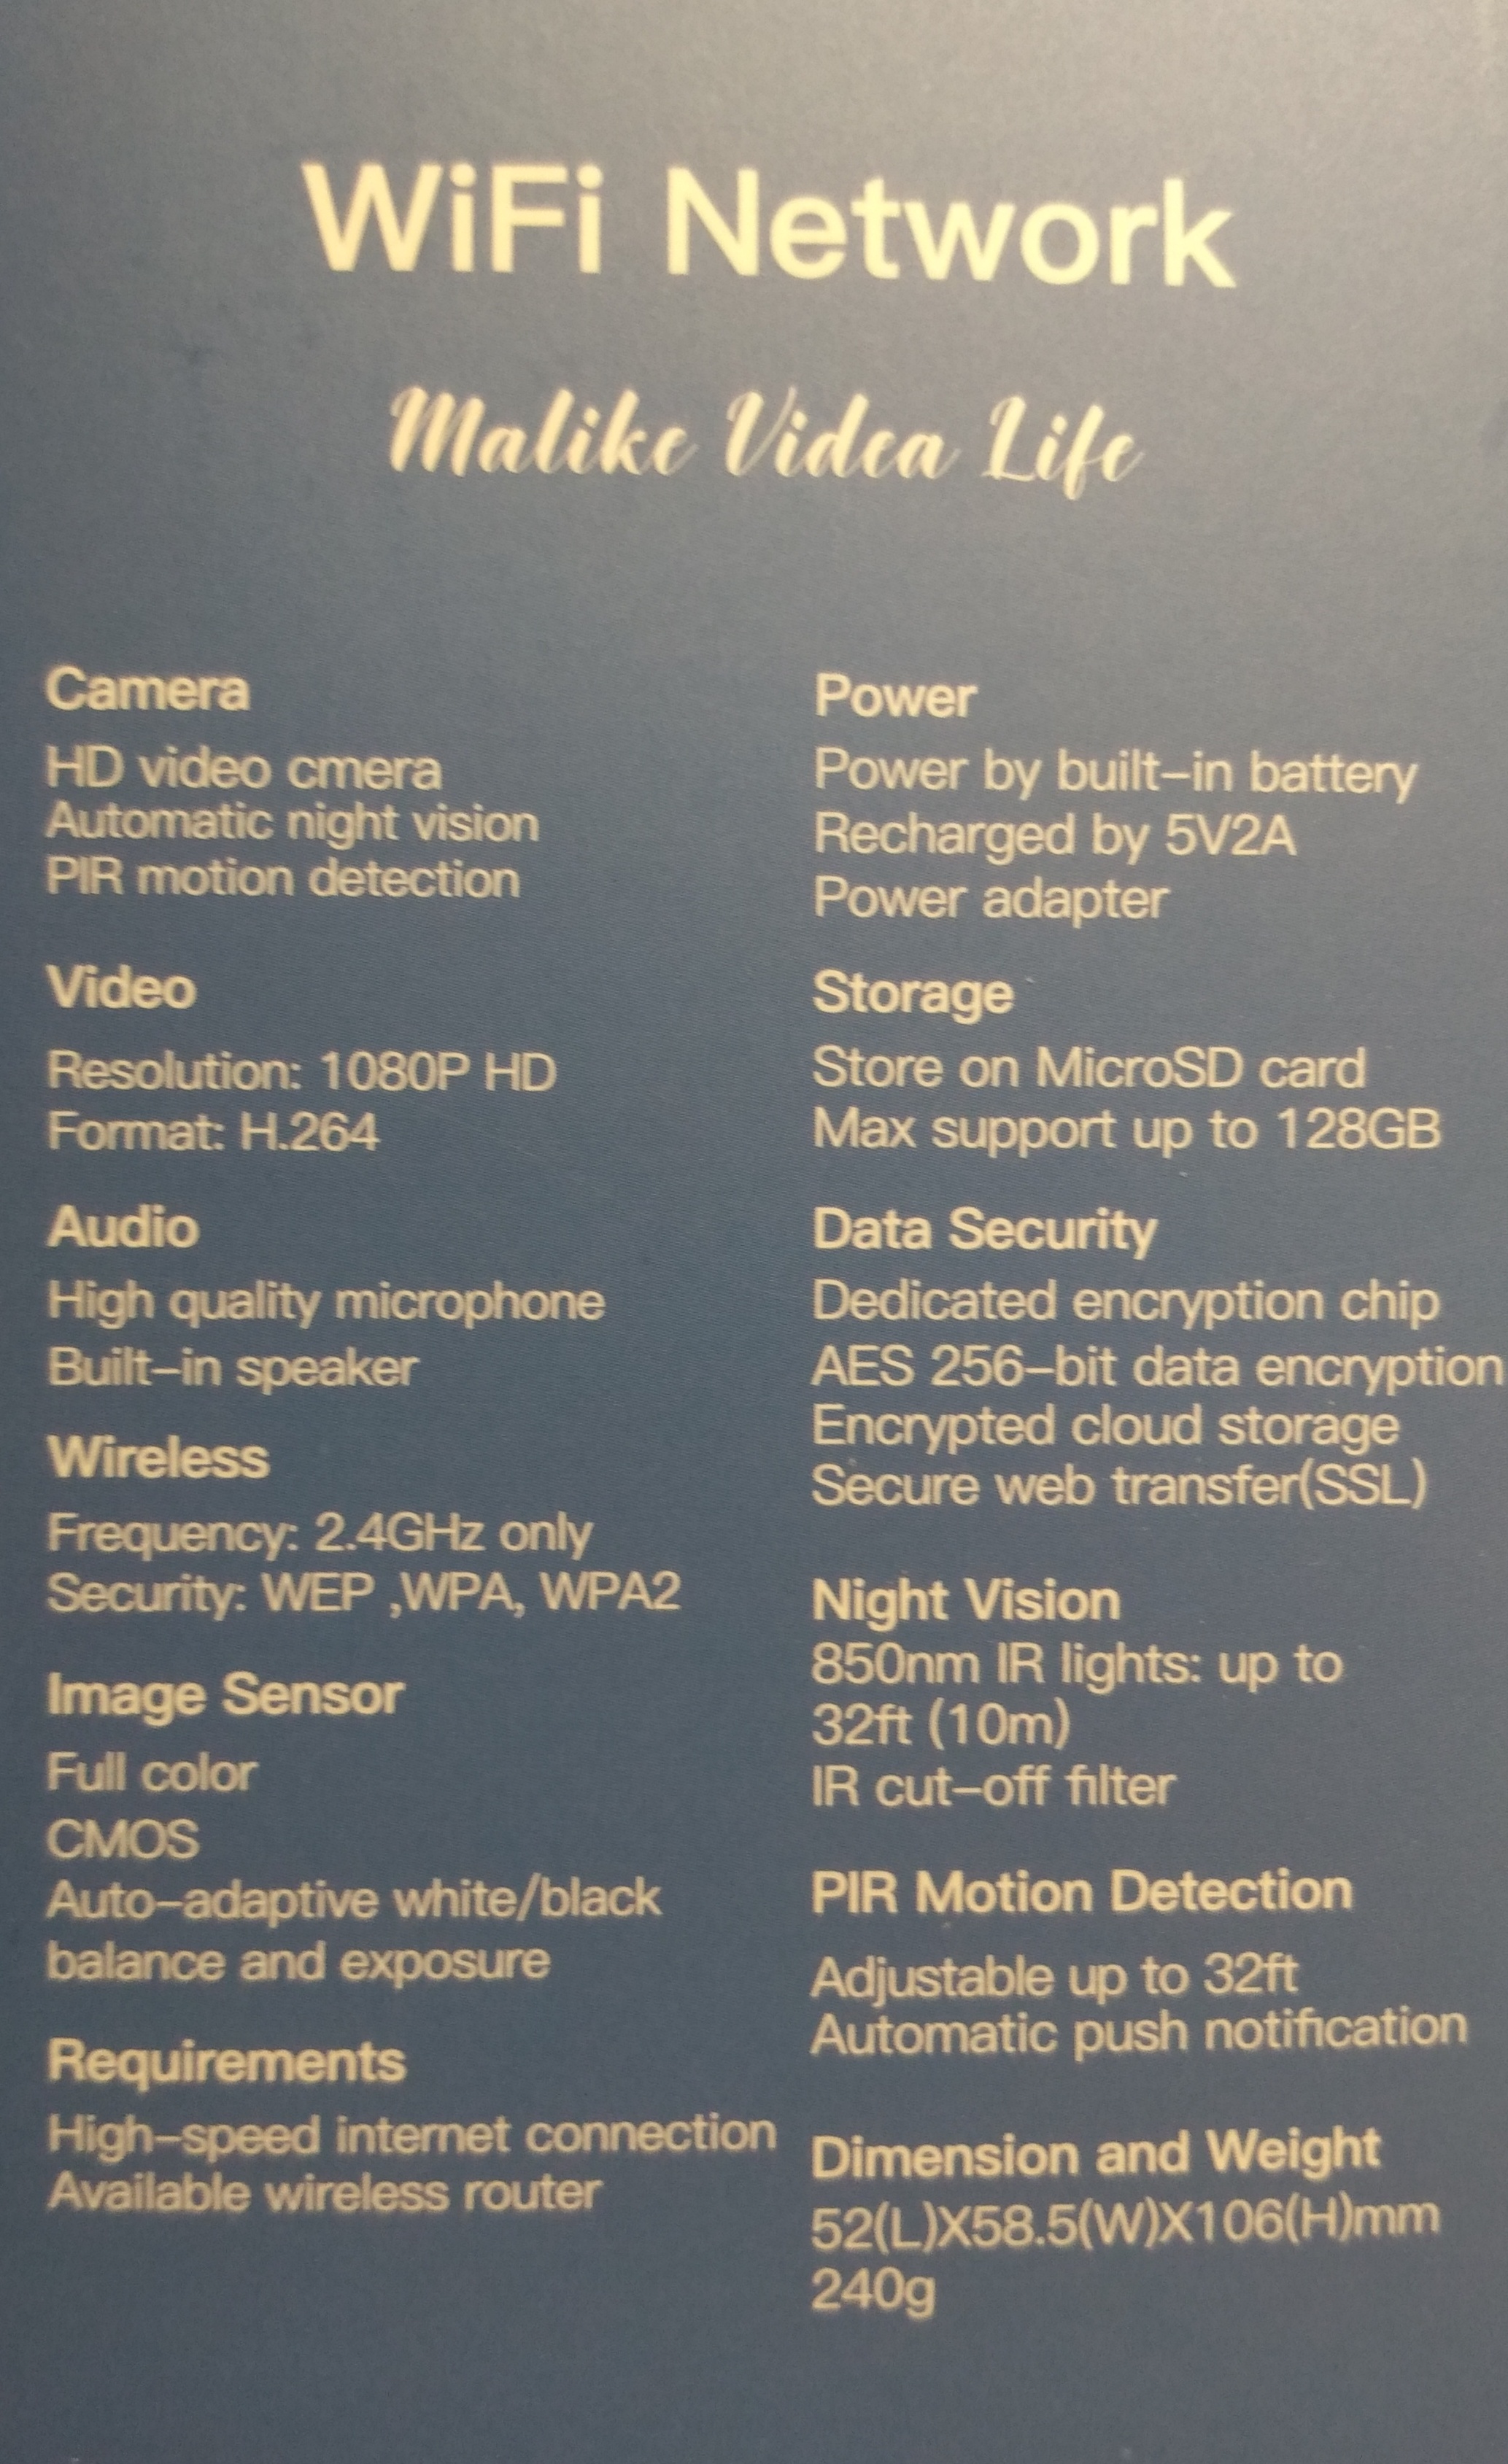 WiFi Network
Malike Videa Life
Camera
HD video cmera
Automatic night vision
PIR motion detection
Video
Resolution: 1080P HD
Format: H.264
Audio
High quality microphone
Built-in speaker
Wireless
Frequency: 2.4GHz only
Security: WEP ,WPA, WPA2
Image Sensor
Full color
CMOS
Auto-adaptive white/black
balance and exposure
Requirements
High-speed internet connection
Available wireless router
Power
Power by built-in battery
Recharged by 5V2A
Power adapter
Storage
Store on MicroSD card
Max support up to 128GB
Data Security
Dedicated encryption chip
AES 256-bit data encryption
Encrypted cloud storage
Secure web transfer(SSL)
Night Vision
850nm IR lights: up to
32ft (10m)
IR cut-off filter
PIR Motion Detection
Adjustable up to 32ft
Automatic push notification
Dimension and Weight
52(L)X58.5(W)X106(H)mm
240g